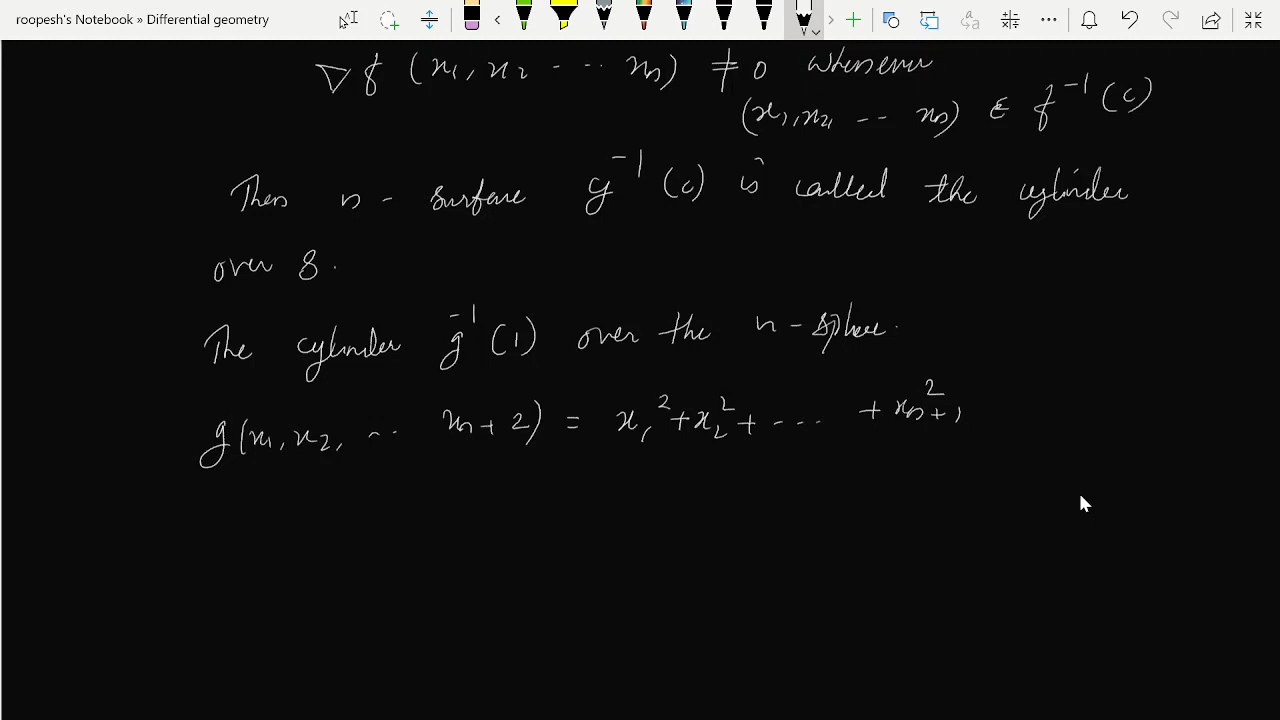 roopesh's Notebook » Differential geometry
∇f (x₁, x₂ ... xₙ) ≠ 0 whenever
(x₁, x₂, .. xₙ) ∈ f⁻¹(c)
Then n - surface g⁻¹(c) is called the cylinder
over S.
The cylinder g⁻¹(1) over the n - sphere.
g(x₁, x₂, ... xₙ₊₂) = x₁² + x₂² + .... + xₙ₊₁²